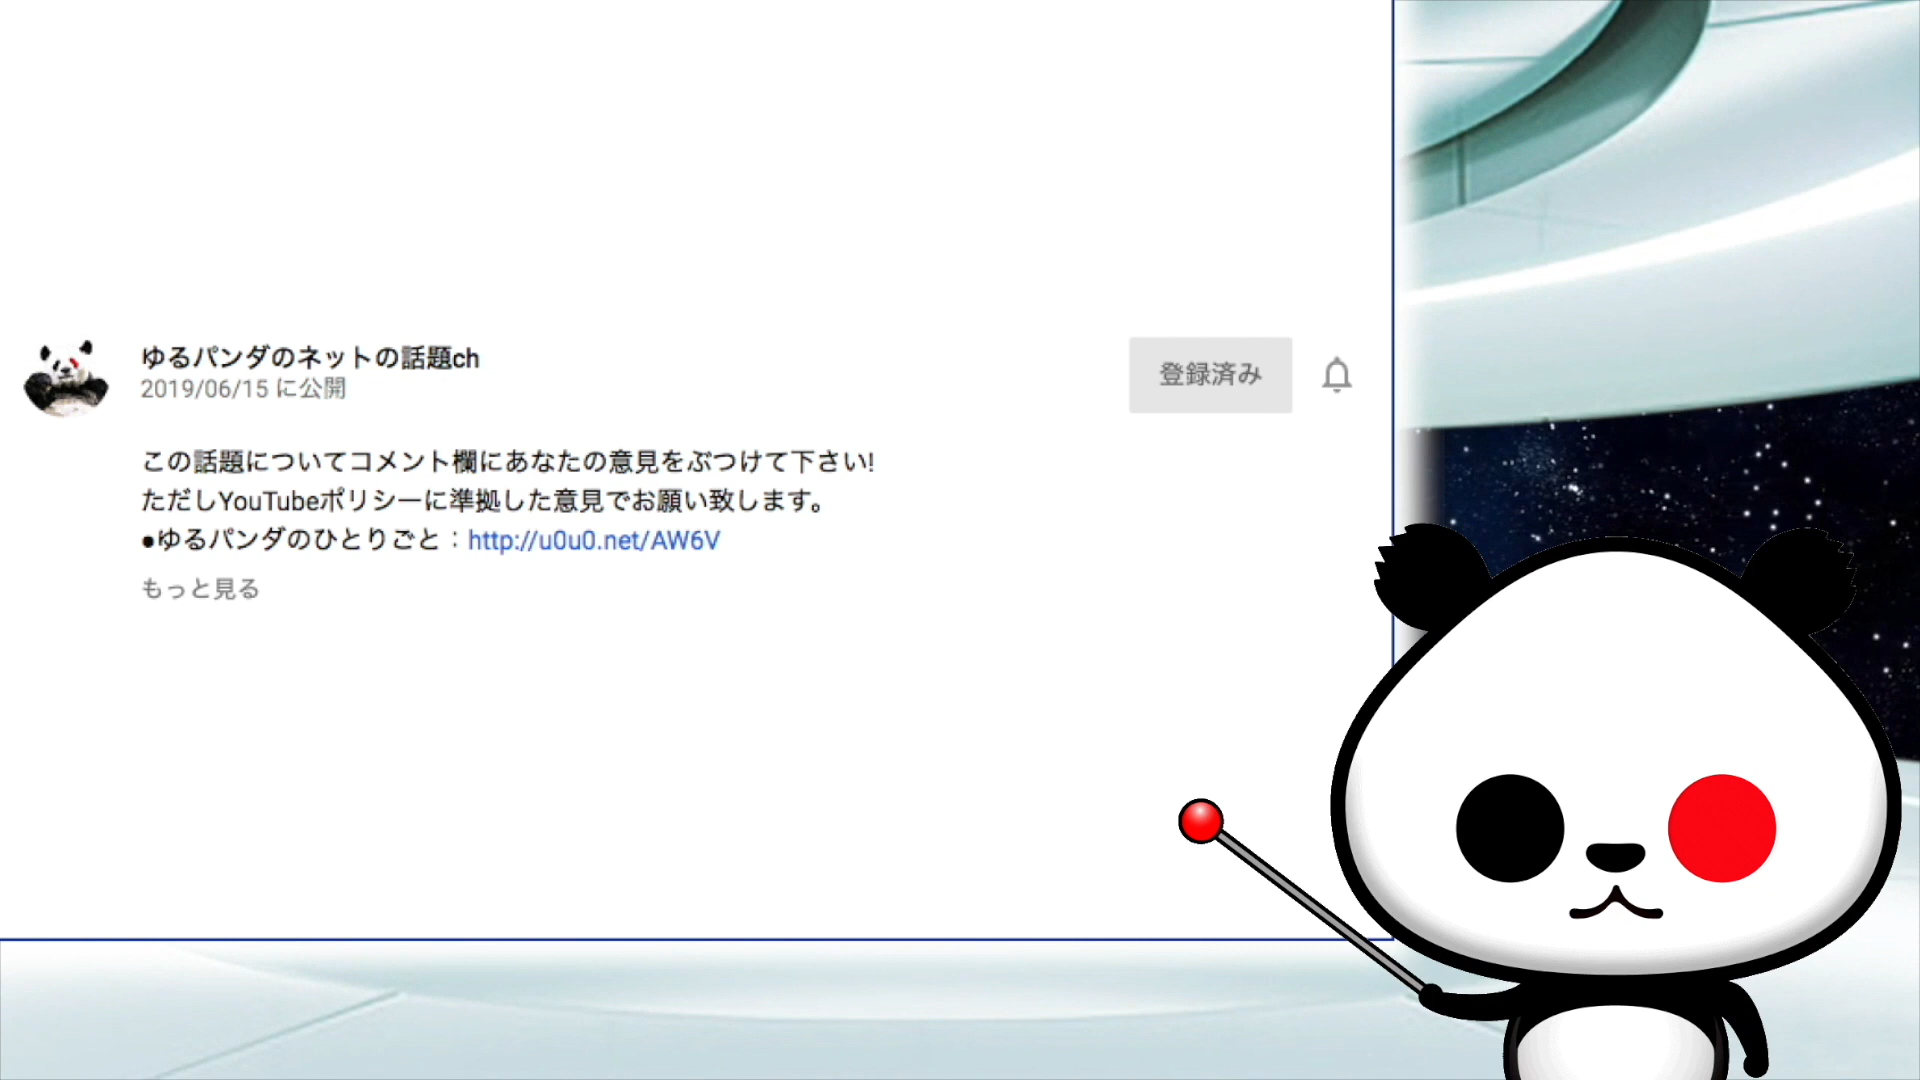 ゆるパンダのネットの話題ch
2019/06/15 に公開
登録済み
この話題についてコメント欄にあなたの意見をぶつけて下さい!
ただしYouTubeポリシーに準拠した意見でお願い致します。
●ゆるパンダのひとりごと：http://u0u0.net/AW6V
もっと見る